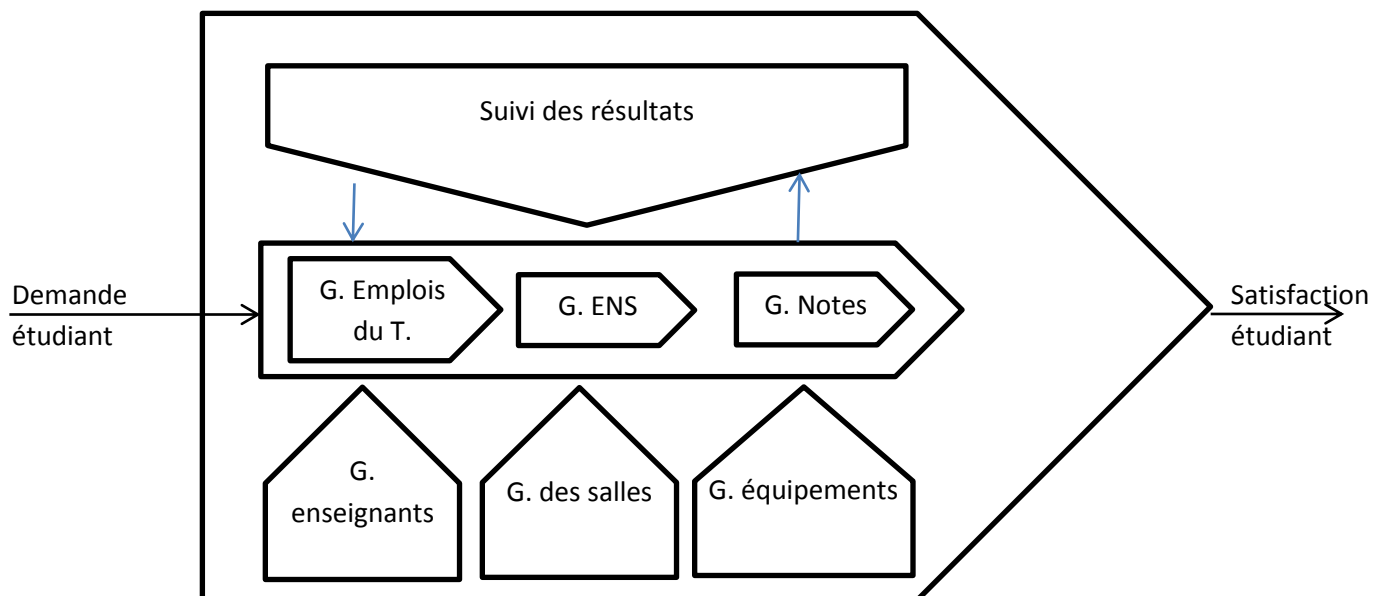 Suivi des résultats
Demande
étudiant
G. Emplois
du T.
G. ENS
G. Notes
Satisfaction
étudiant
G.
enseignants
G. des salles
G. équipements